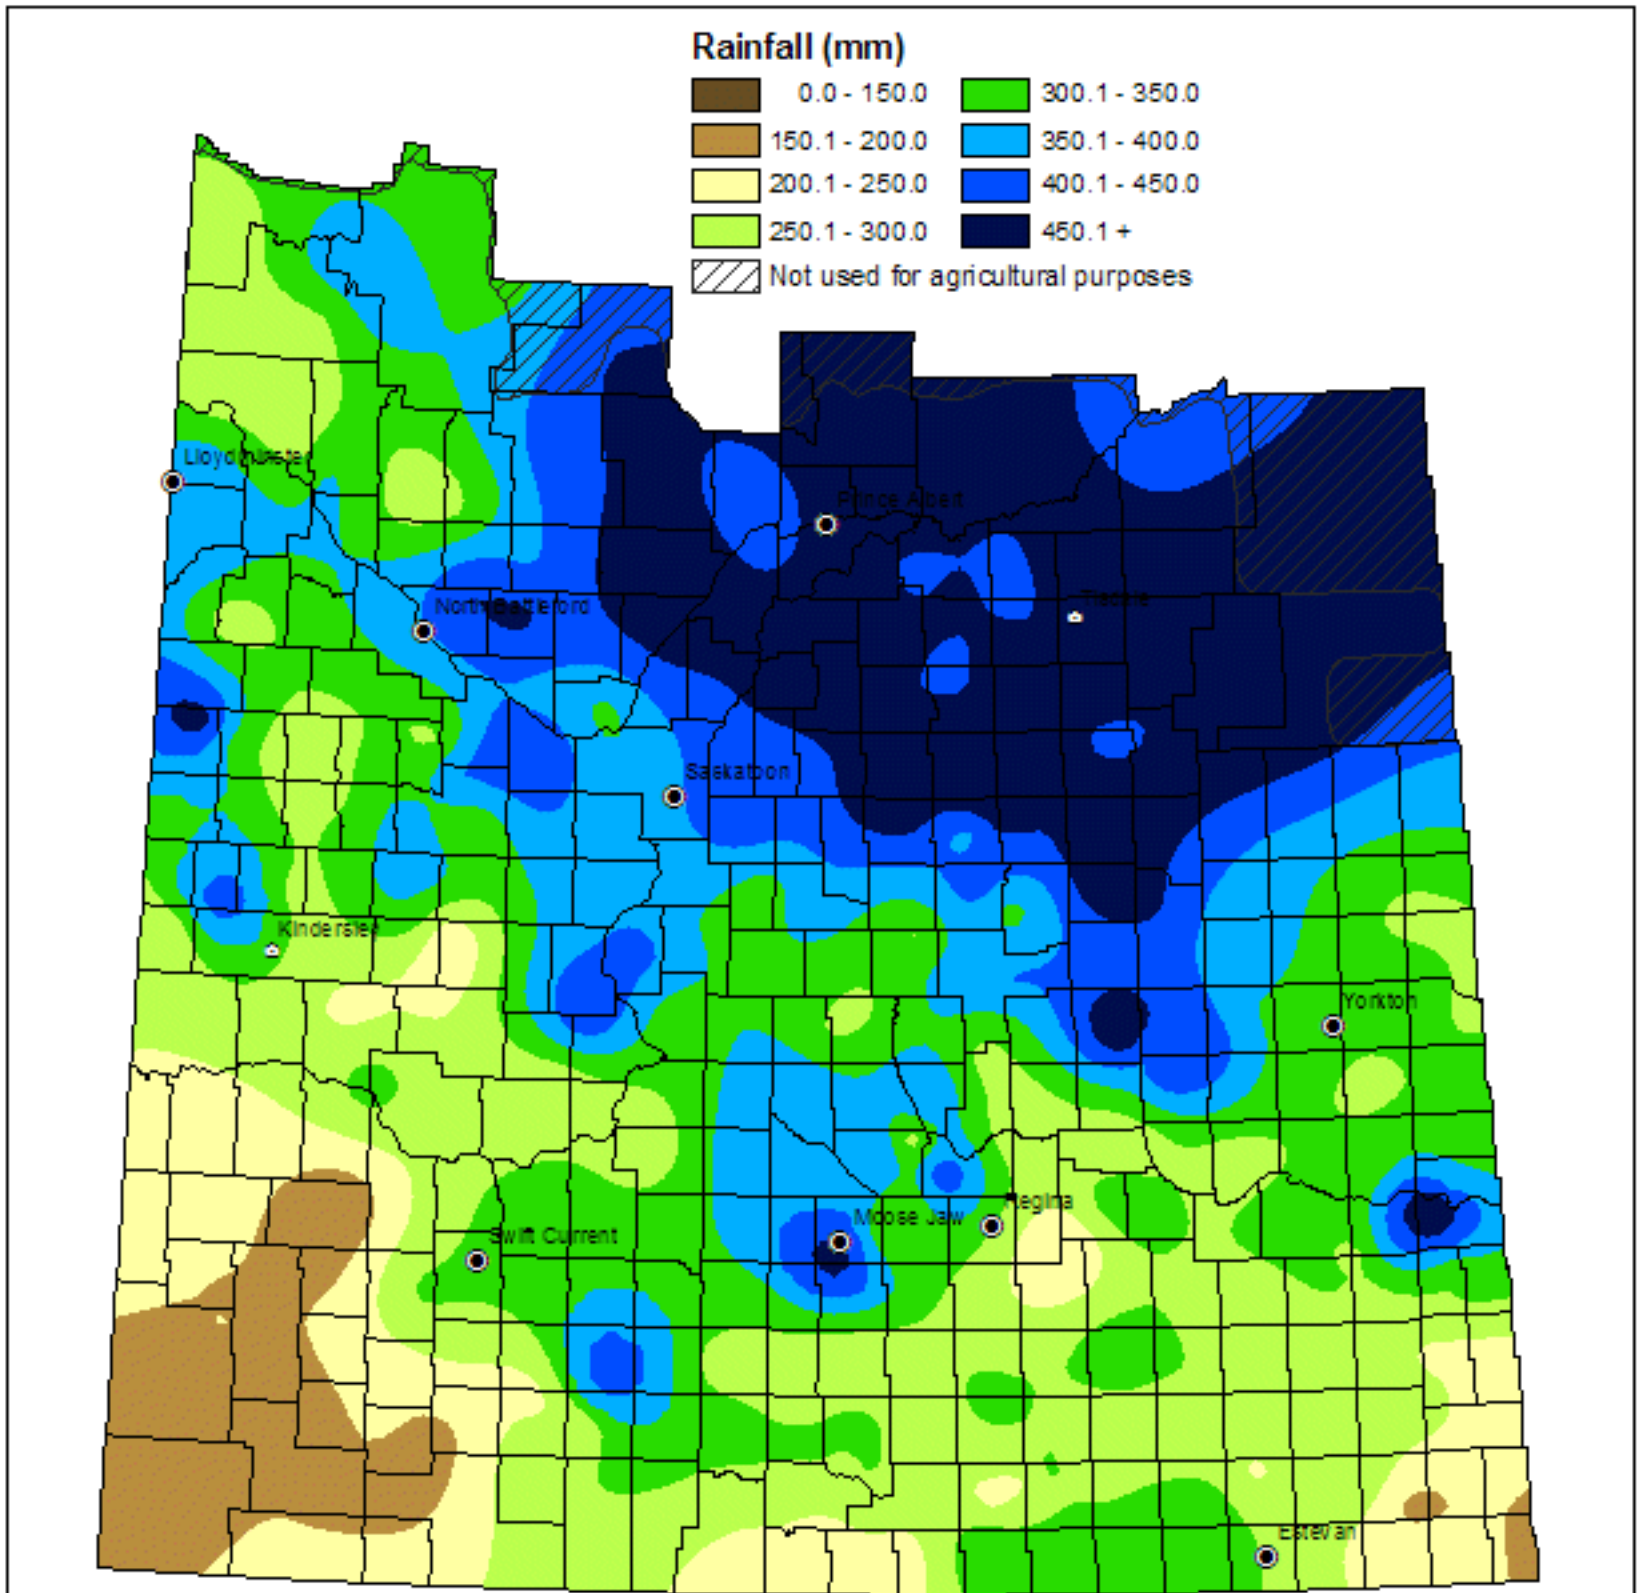 Rainfall (mm)
0.0 - 150.0
300.1 - 350.0
150.1 - 200.0
350.1 - 400.0
200.1 - 250.0
400.1 - 450.0
250.1 - 300.0
450.1 +
Not used for agricultural purposes
Lloydminster
Prince Albert
North Battleford
Tisdale
Saskatoon
Kindersley
Yorkton
Regina
Moose Jaw
Swift Current
Estevan